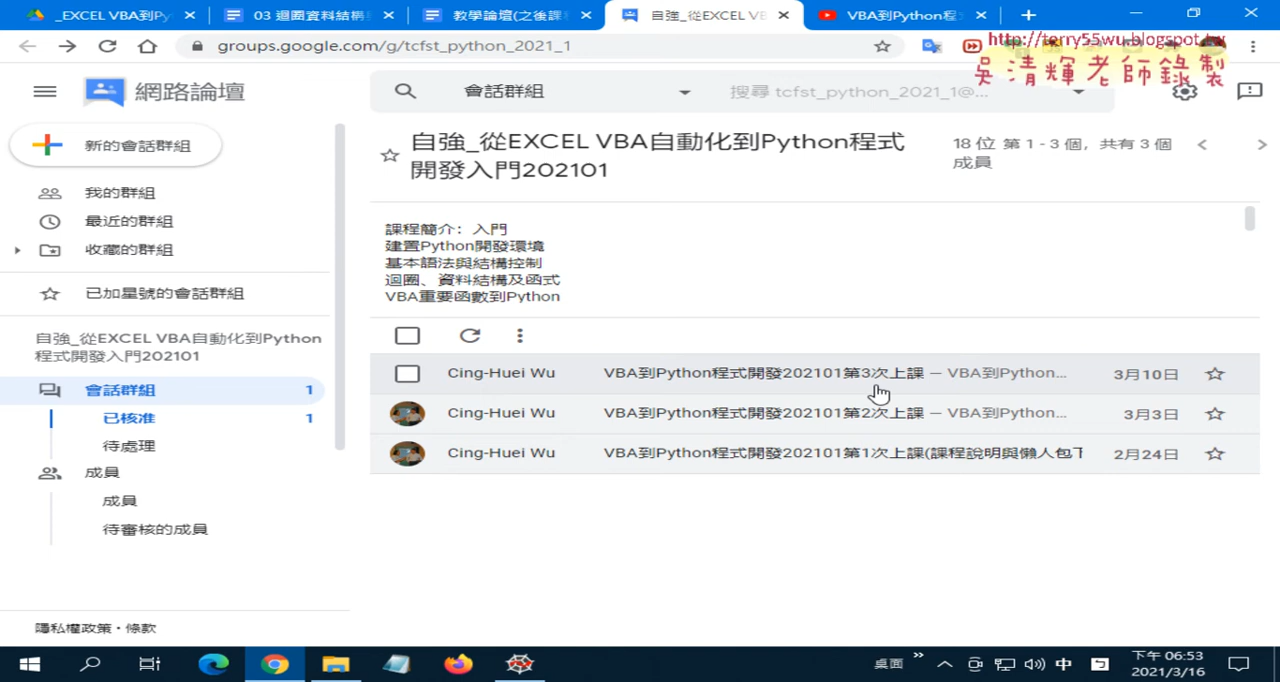 _EXCEL VBA到Py
03 迴圈資料結構
教學論壇(之後課
自強_從EXCEL VB
VBA到Python程
groups.google.com/g/tcfst_python_2021_1
http://terry55wu.blogspot.tw
吳清輝老師錄製
網路論壇
會話群組
搜尋 tcfst_python_2021_1@...
新的會話群組
我的群組
最近的群組
收藏的群組
已加星號的會話群組
自強_從EXCEL VBA自動化到Python
程式開發入門202101
會話群組 1
已核准 1
待處理
成員
成員
待審核的成員
隱私權政策・條款
自強_從EXCEL VBA自動化到Python程式
開發入門202101
18 位
成員
第 1 - 3 個，共有 3 個
課程簡介：入門
建置Python開發環境
基本語法與結構控制
迴圈、資料結構及函式
VBA重要函數到Python
Cing-Huei Wu VBA到Python程式開發202101第3次上課 – VBA到Python... 3月10日
Cing-Huei Wu VBA到Python程式開發202101第2次上課 – VBA到Python... 3月3日
Cing-Huei Wu VBA到Python程式開發202101第1次上課(課程說明與懶人包下 2月24日
桌面
中
下午 06:53
2021/3/16